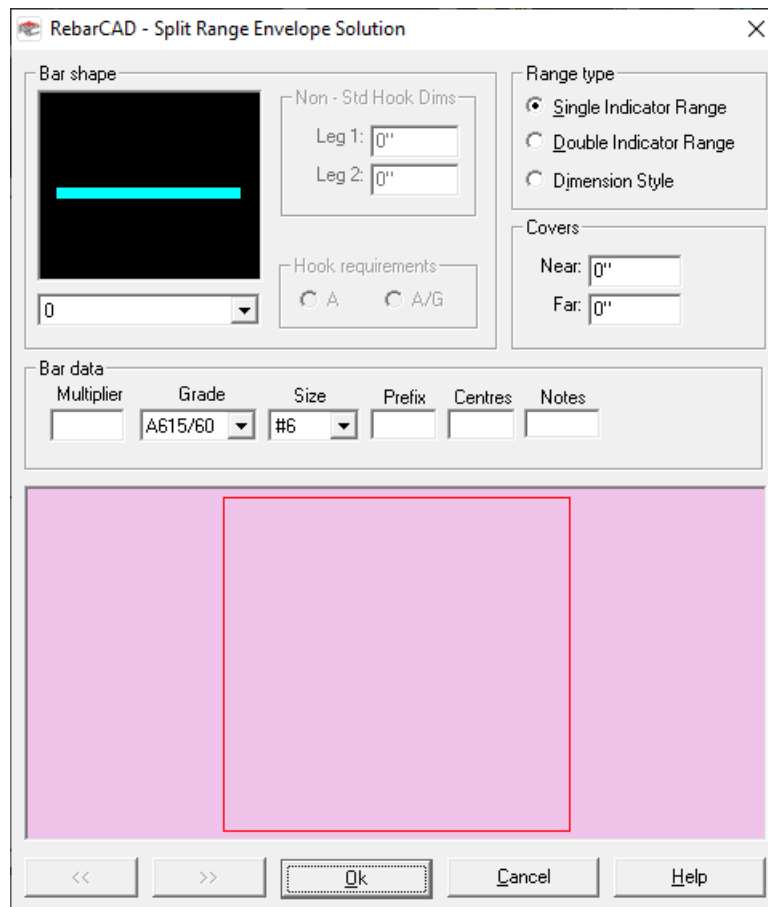 RebarCAD - Split Range Envelope Solution
Bar shape
Non - Std Hook Dims
Leg 1: 0"
Leg 2: 0"
Hook requirements
A A/G
0
Range type
Single Indicator Range
Double Indicator Range
Dimension Style
Covers
Near: 0"
Far: 0"
Bar data
Multiplier Grade Size Prefix Centres Notes
A615/60 #6
<< >> Ok Cancel Help